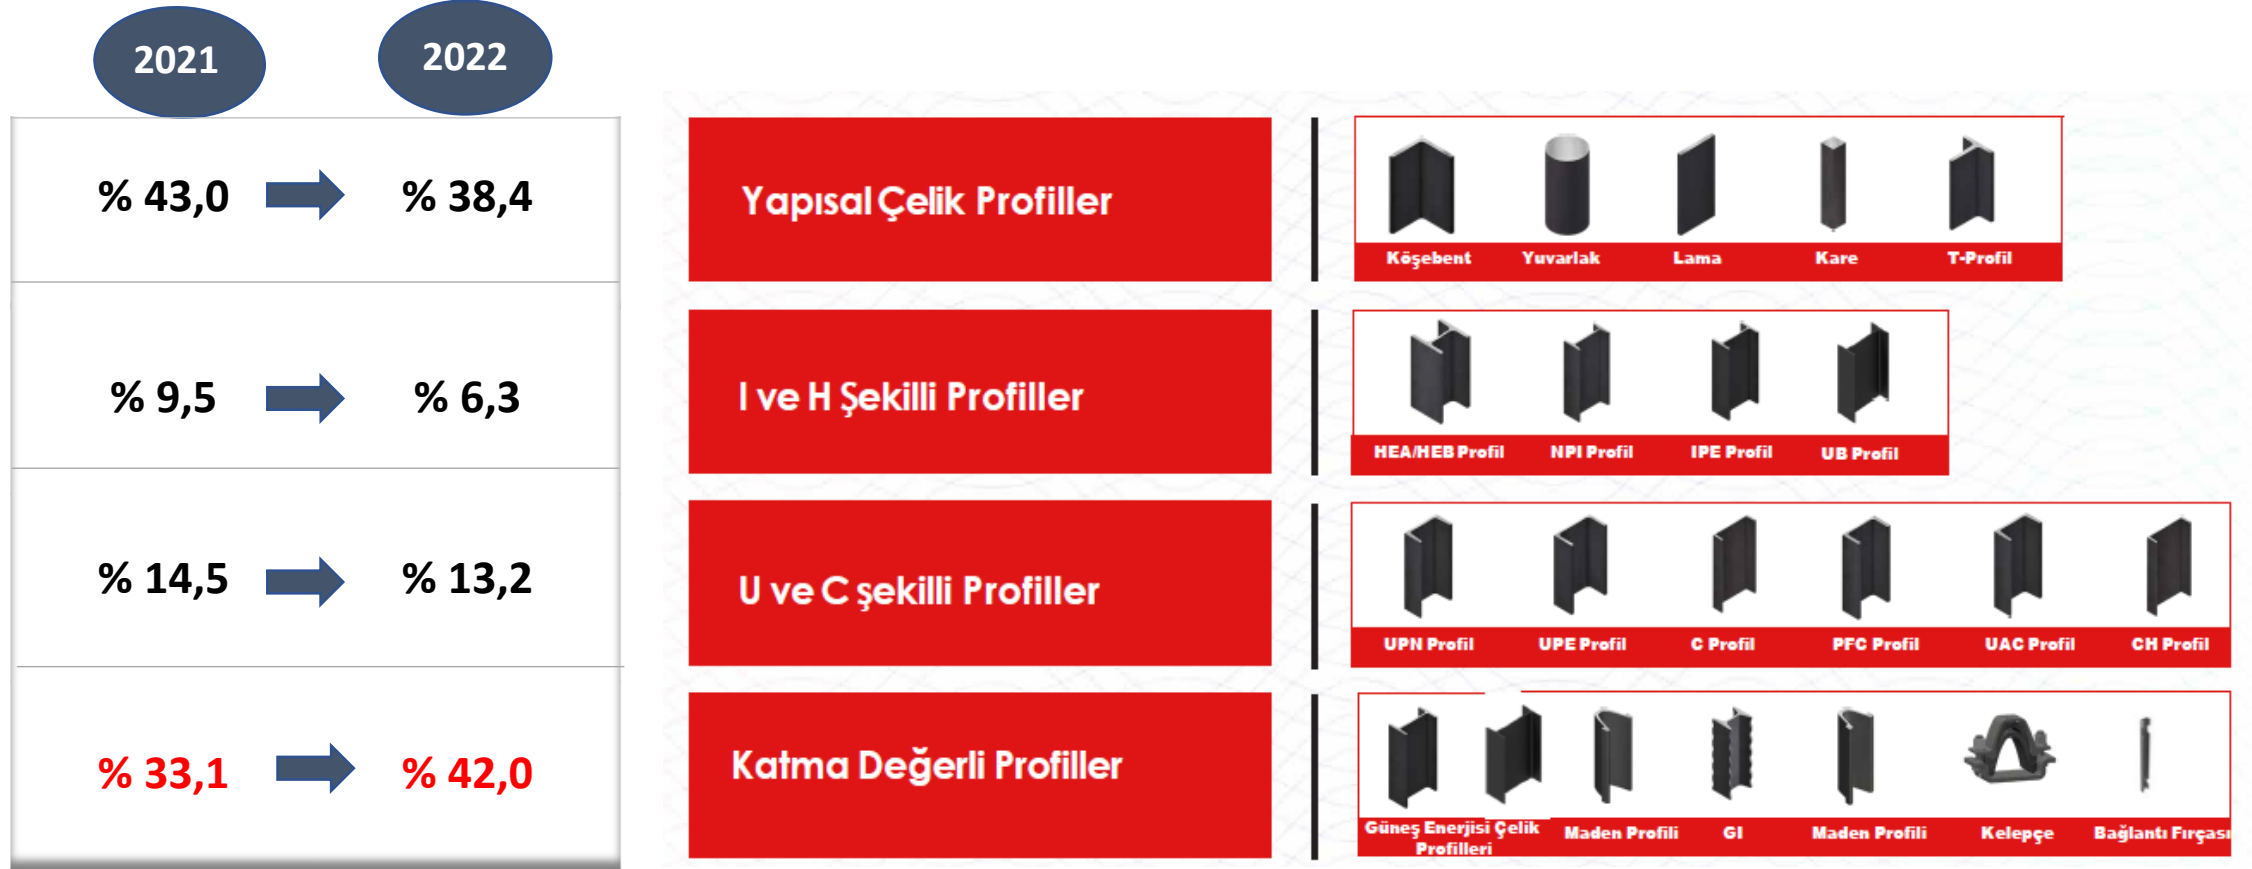 2021
2022
% 43,0
% 38,4
Yapısal Çelik Profiller
Köşebent
Yuvarlak
Lama
Kare
T-Profil
% 9,5
% 6,3
I ve H Şekilli Profiller
HEA/HEB Profil
NPI Profil
IPE Profil
UB Profil
% 14,5
% 13,2
U ve C şekilli Profiller
UPN Profil
UPE Profil
C Profil
PFC Profil
UAC Profil
CH Profil
% 33,1
% 42,0
Katma Değerli Profiller
Güneş Enerjisi Çelik
Profilleri
Maden Profili
GI
Maden Profili
Kelepçe
Bağlantı Fırçası